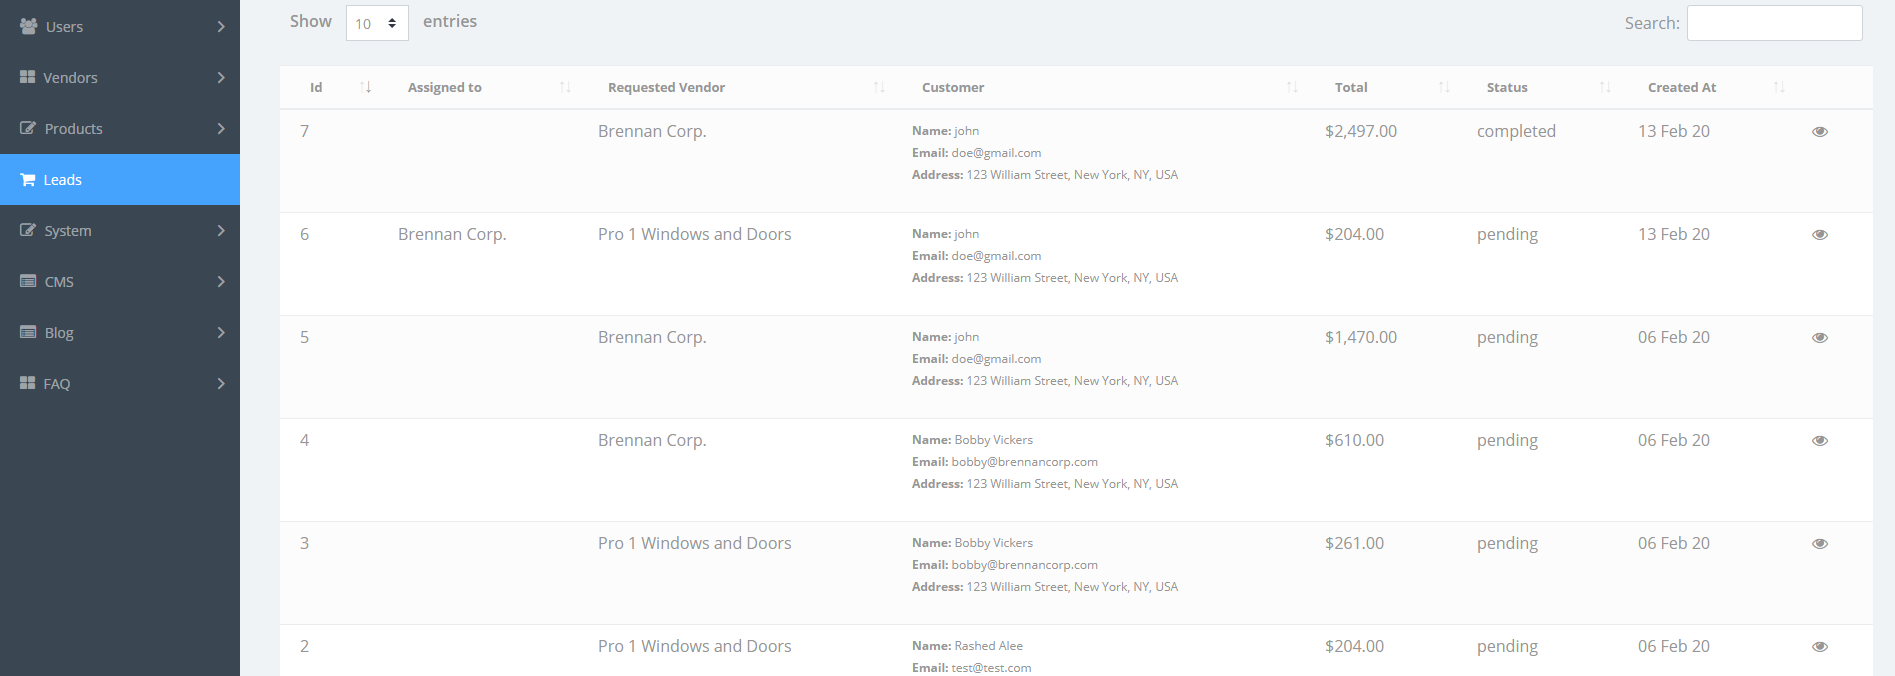 Users
Vendors
Products
Leads
System
CMS
Blog
FAQ
Show 10 entries
Search:
Id Assigned to Requested Vendor Customer Total Status Created At
7 Brennan Corp. Name: john $2,497.00 completed 13 Feb 20
Email: doe@gmail.com
Address: 123 William Street, New York, NY, USA
6 Brennan Corp. Pro 1 Windows and Doors Name: john $204.00 pending 13 Feb 20
Email: doe@gmail.com
Address: 123 William Street, New York, NY, USA
5 Brennan Corp. Name: john $1,470.00 pending 06 Feb 20
Email: doe@gmail.com
Address: 123 William Street, New York, NY, USA
4 Brennan Corp. Name: Bobby Vickers $610.00 pending 06 Feb 20
Email: bobby@brennancorp.com
Address: 123 William Street, New York, NY, USA
3 Pro 1 Windows and Doors Name: Bobby Vickers $261.00 pending 06 Feb 20
Email: bobby@brennancorp.com
Address: 123 William Street, New York, NY, USA
2 Pro 1 Windows and Doors Name: Rashed Alee $204.00 pending 06 Feb 20
Email: test@test.com